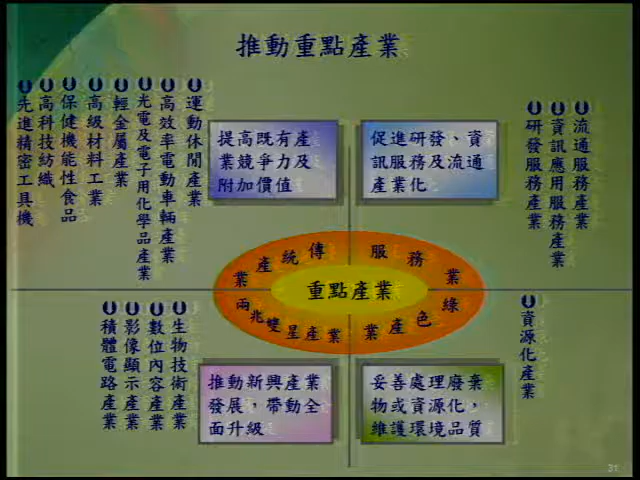 推動重點產業
先進精密工具機
高科技紡織
保健機能性食品
高級材料工業
輕金屬產業
光電及電子用化學品產業
高效率電動車輛產業
運動休閒產業
提高既有產
業競爭力及
附加價值
促進研發、資
訊服務及流通
產業化
研發服務產業
資訊應用服務產業
流通服務產業
傳統產業
服務業
重點產業
兩兆雙星產業
綠色產業
積體電路產業
影像顯示產業
數位內容產業
生物技術產業
推動新興產業
發展，帶動全
面升級
妥善處理廢棄
物或資源化，
維護環境品質
資源化產業
31